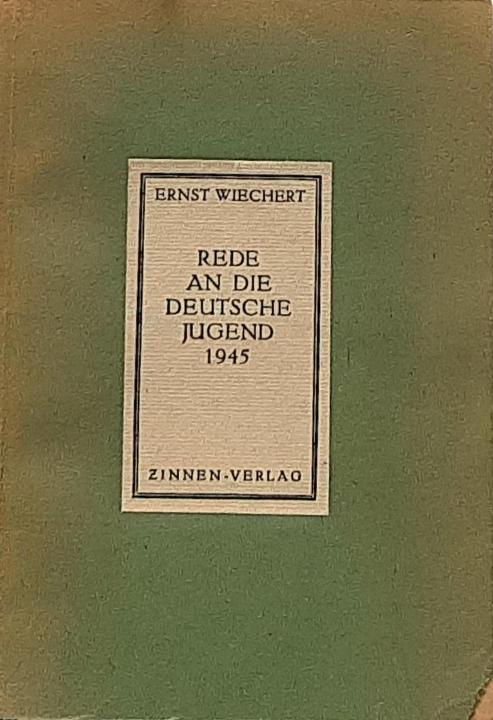 ERNST WIECHERT
REDE
AN DIE
DEUTSCHE
JUGEND
1945
ZINNEN-VERLAG